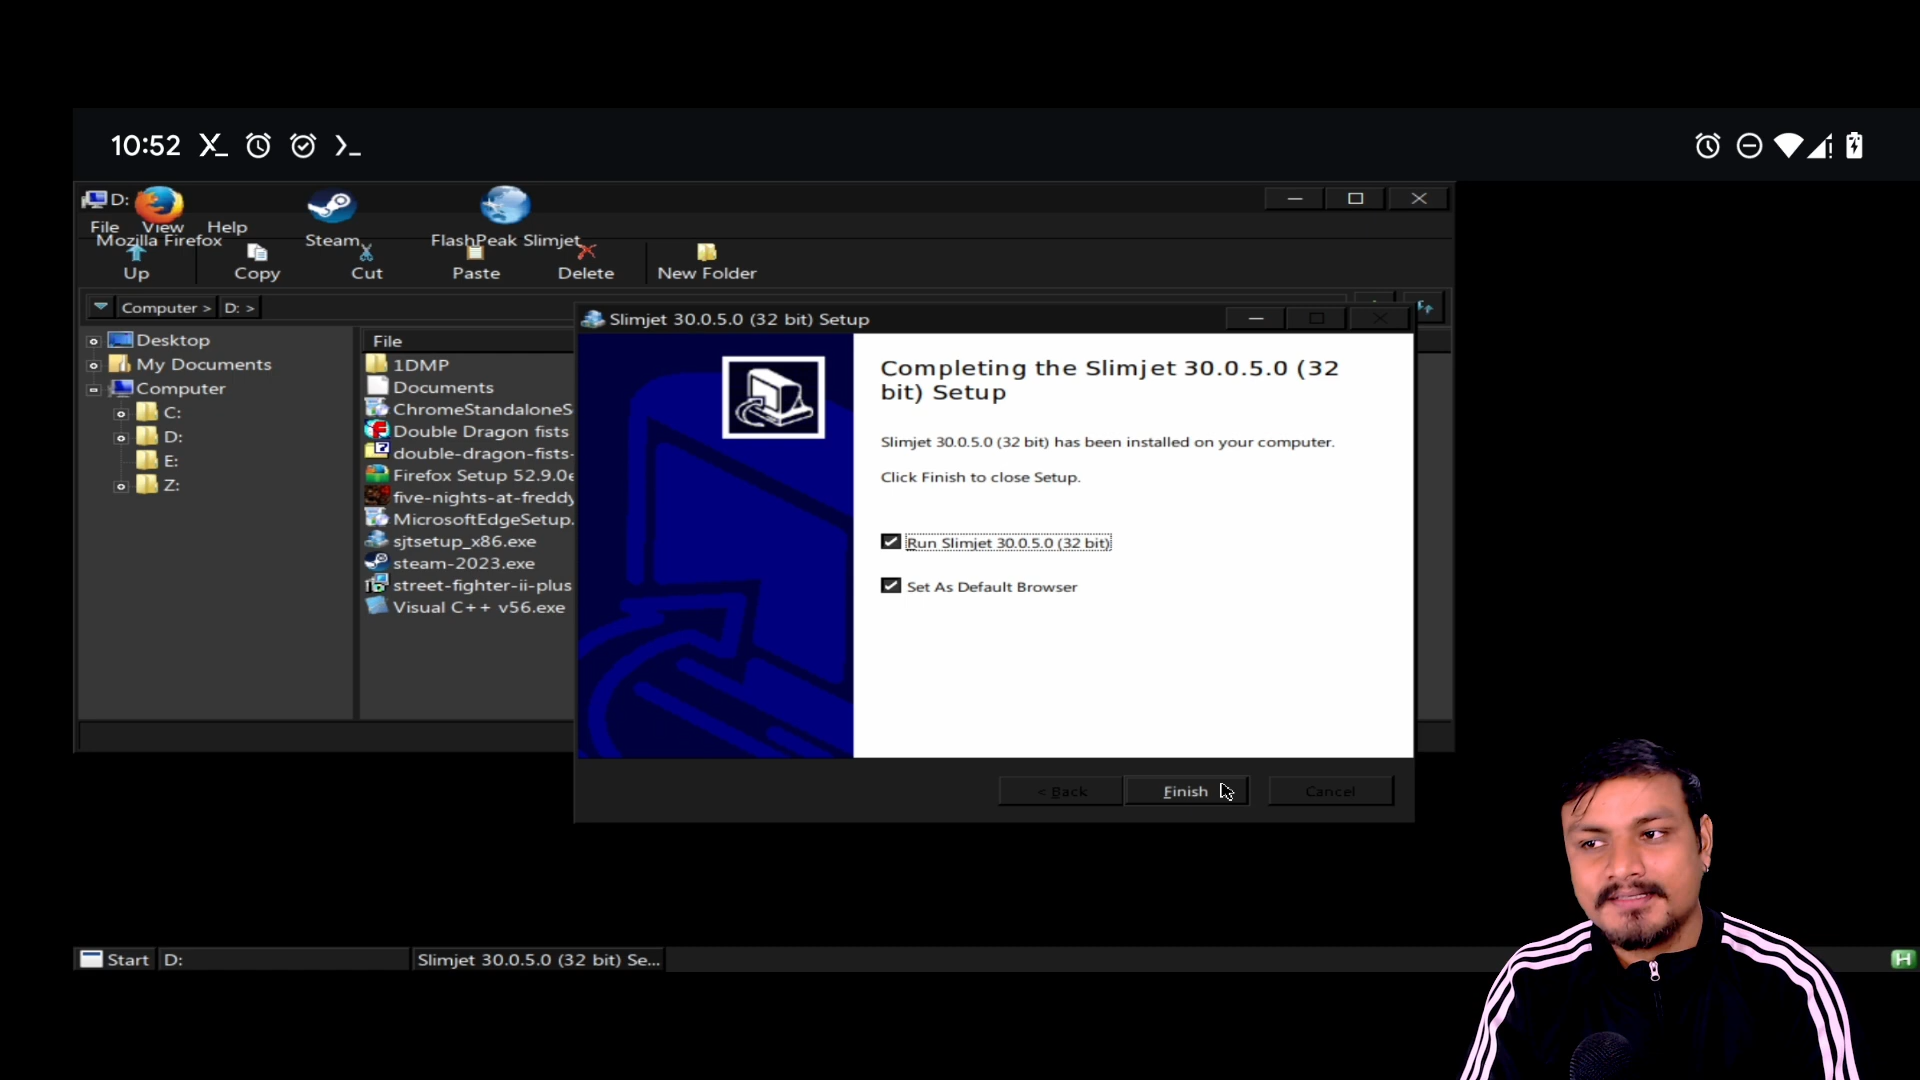 10:52
D:
File View Help
Mozilla Firefox
Steam
FlashPeak Slimjet
Up
Copy
Cut
Paste
Delete
New Folder
Computer > D: >
Desktop
My Documents
Computer
C:
D:
E:
Z:
File
1DMP
Documents
ChromeStandaloneS
Double Dragon fists
double-dragon-fists-
Firefox Setup 52.9.0e
five-nights-at-freddy
MicrosoftEdgeSetup.
sjtsetup_x86.exe
steam-2023.exe
street-fighter-ii-plus
Visual C++ v56.exe
Slimjet 30.0.5.0 (32 bit) Setup
Completing the Slimjet 30.0.5.0 (32
bit) Setup
Slimjet 30.0.5.0 (32 bit) has been installed on your computer.
Click Finish to close Setup.
Run Slimjet 30.0.5.0 (32 bit)
Set As Default Browser
< Back
Finish
Cancel
Start
D:
Slimjet 30.0.5.0 (32 bit) Se...
H